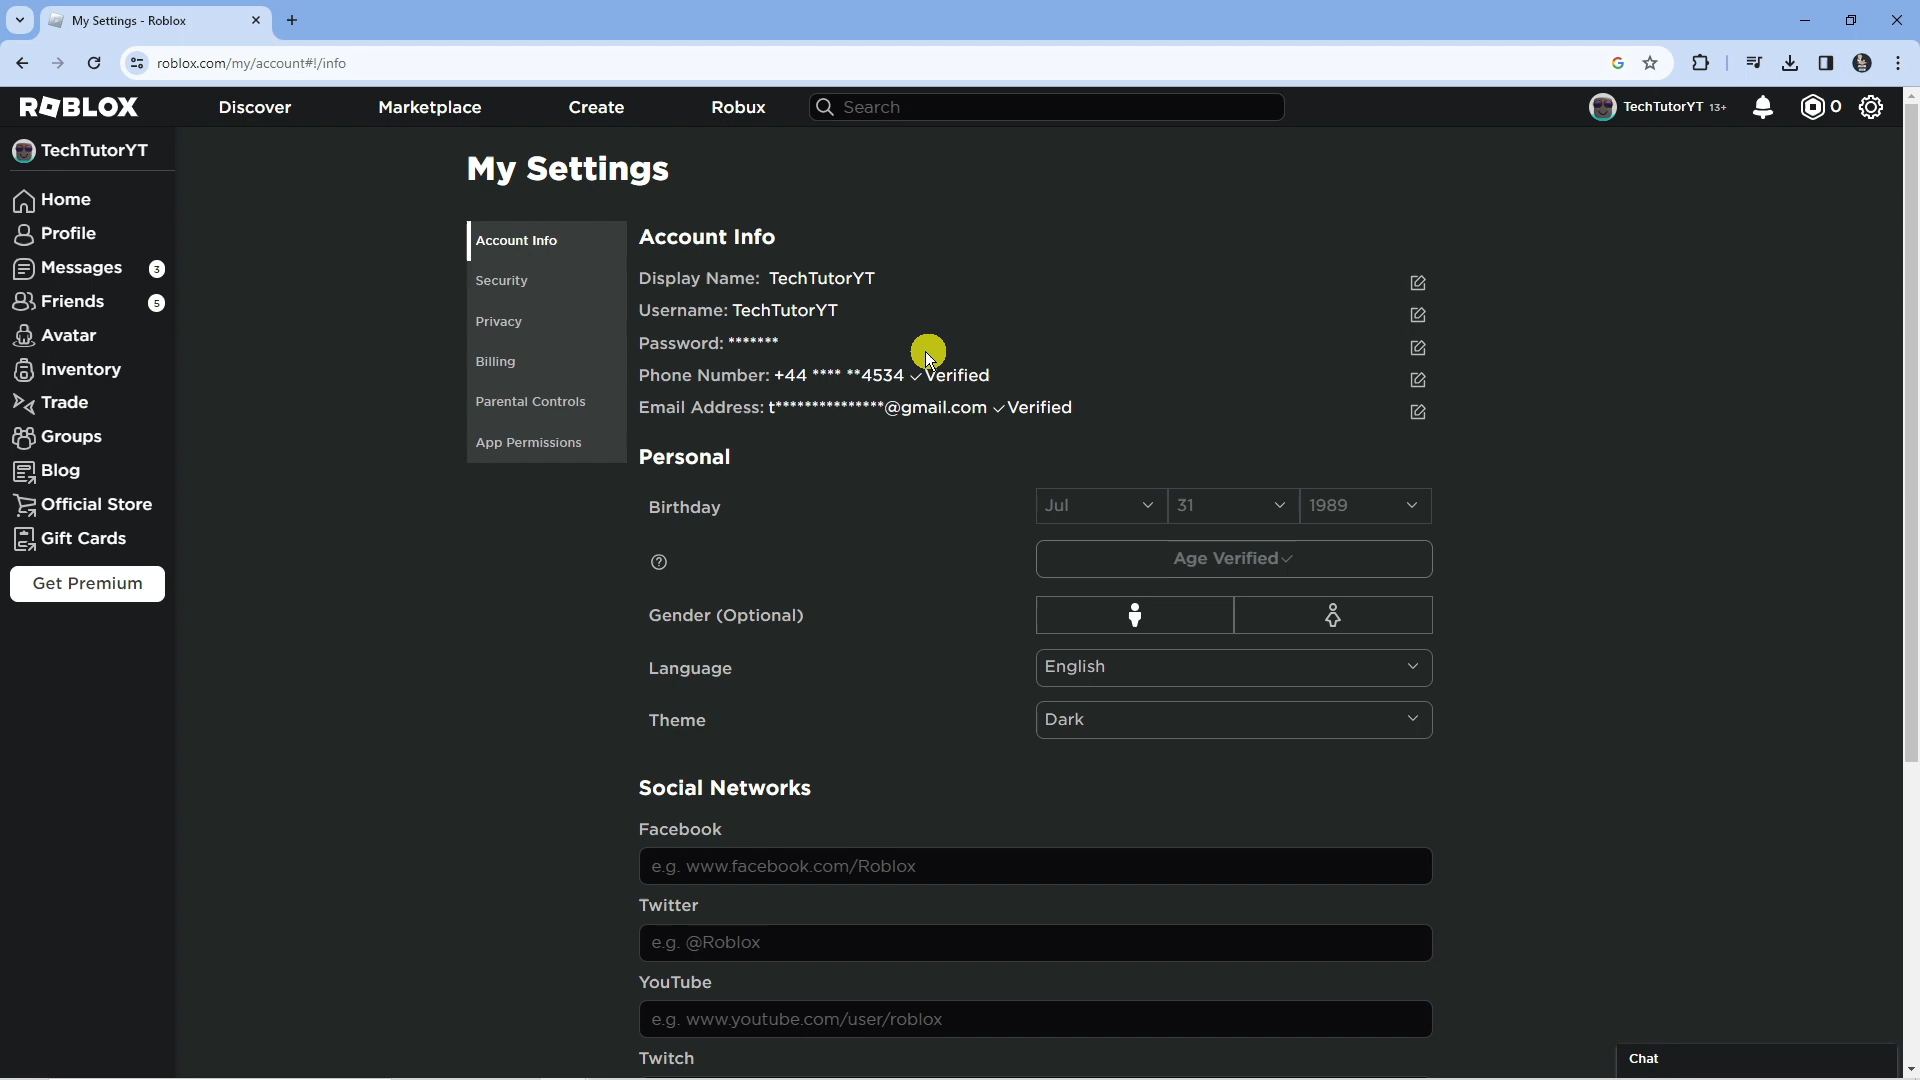 My Settings - Roblox
roblox.com/my/account#!/info
ROBLOX
Discover
Marketplace
Create
Robux
Search
TechTutorYT 13+
0
TechTutorYT
Home
Profile
Messages 3
Friends 5
Avatar
Inventory
Trade
Groups
Blog
Official Store
Gift Cards
Get Premium
My Settings
Account Info
Security
Privacy
Billing
Parental Controls
App Permissions
Account Info
Display Name: TechTutorYT
Username: TechTutorYT
Password: *******
Phone Number: +44 **** **4534 ✓ Verified
Email Address: t***************@gmail.com ✓ Verified
Personal
Birthday
Jul 31 1989
Age Verified ✓
Gender (Optional)
Language
English
Theme
Dark
Social Networks
Facebook
e.g. www.facebook.com/Roblox
Twitter
e.g. @Roblox
YouTube
e.g. www.youtube.com/user/roblox
Twitch
Chat